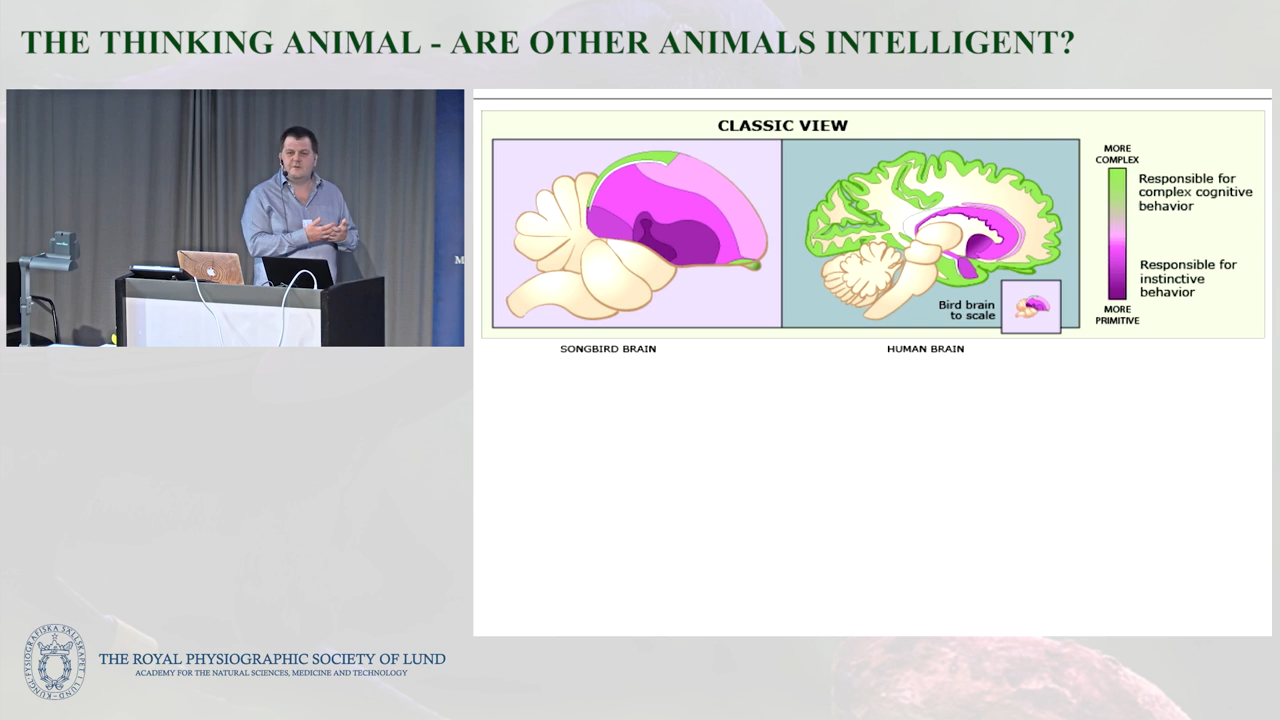 THE THINKING ANIMAL - ARE OTHER ANIMALS INTELLIGENT?
M
CLASSIC VIEW
Bird brain
to scale
MORE
COMPLEX
Responsible for
complex cognitive
behavior
Responsible for
instinctive
behavior
MORE
PRIMITIVE
SONGBIRD BRAIN
HUMAN BRAIN
THE ROYAL PHYSIOGRAPHIC SOCIETY OF LUND
ACADEMY FOR THE NATURAL SCIENCES, MEDICINE AND TECHNOLOGY